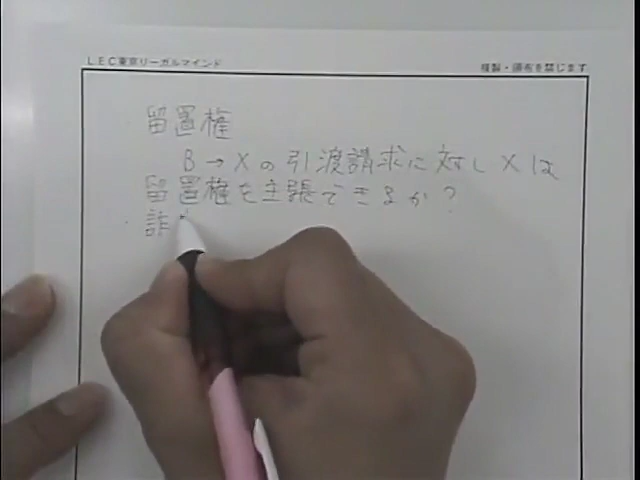 LEC東京リーガルマインド
複製・頒布を禁じます
留置権
B→Xの引渡請求に対しXは
留置権を主張できるか？
詐